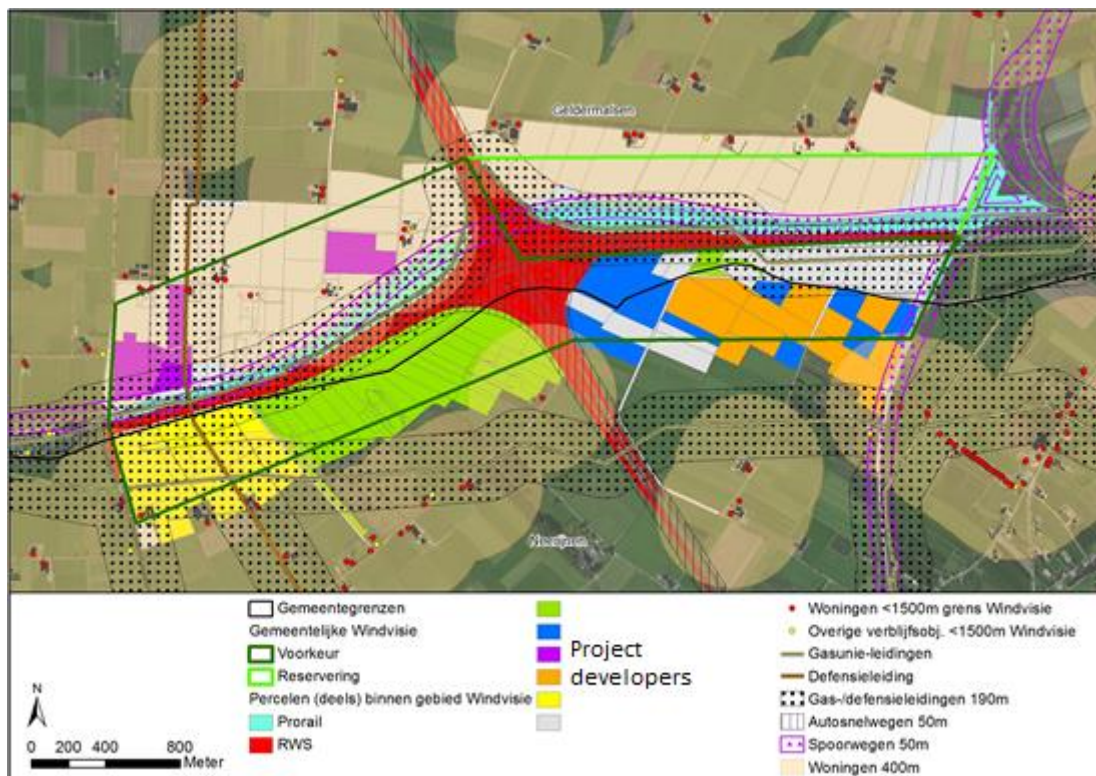 Geldermalsen
Neerijnen
Gemeentegrenzen
Gemeentelijke Windvisie
Voorkeur
Reservering
Percelen (deels) binnen gebied Windvisie
Prorail
RWS
Project
developers
Woningen <1500m grens Windvisie
Overige verblijfsobj. <1500m Windvisie
Gasunie-leidingen
Defensieleiding
Gas-/defensieleidingen 190m
Autosnelwegen 50m
Spoorwegen 50m
Woningen 400m
N
0 200 400 800
Meter